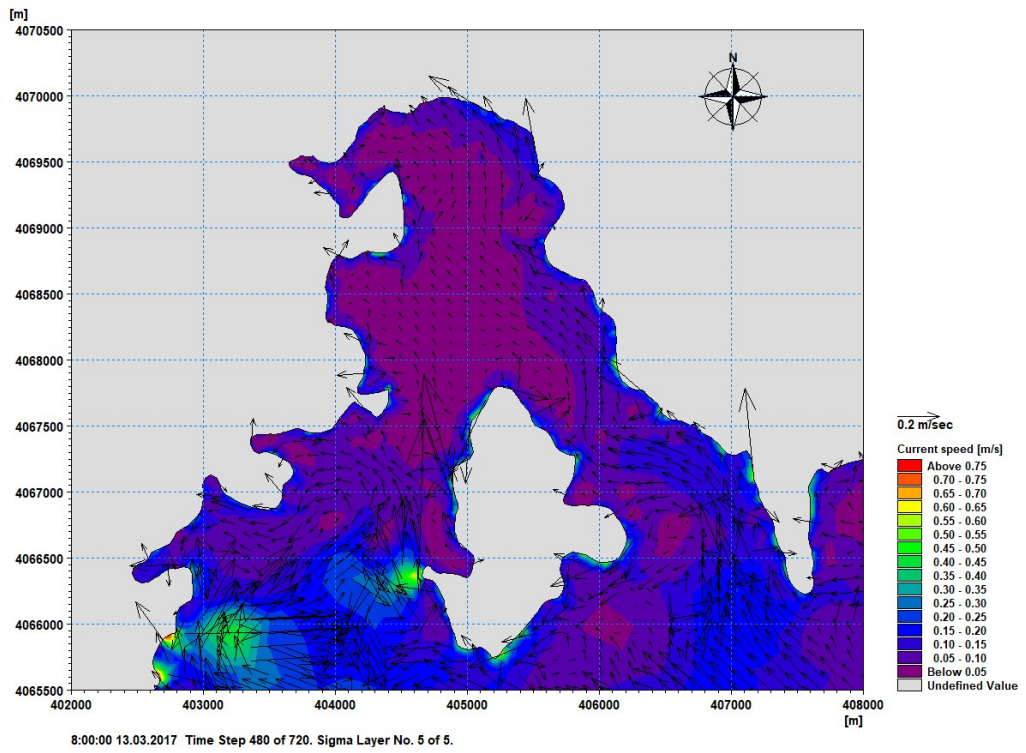 [m]
4070500
4070000
4069500
4069000
4068500
4068000
4067500
4067000
4066500
4066000
4065500
402000 403000 404000 405000 406000 407000 408000
[m]
N
0.2 m/sec
Current speed [m/s]
Above 0.75
0.70 - 0.75
0.65 - 0.70
0.60 - 0.65
0.55 - 0.60
0.50 - 0.55
0.45 - 0.50
0.40 - 0.45
0.35 - 0.40
0.30 - 0.35
0.25 - 0.30
0.20 - 0.25
0.15 - 0.20
0.10 - 0.15
0.05 - 0.10
Below 0.05
Undefined Value
8:00:00 13.03.2017 Time Step 480 of 720. Sigma Layer No. 5 of 5.